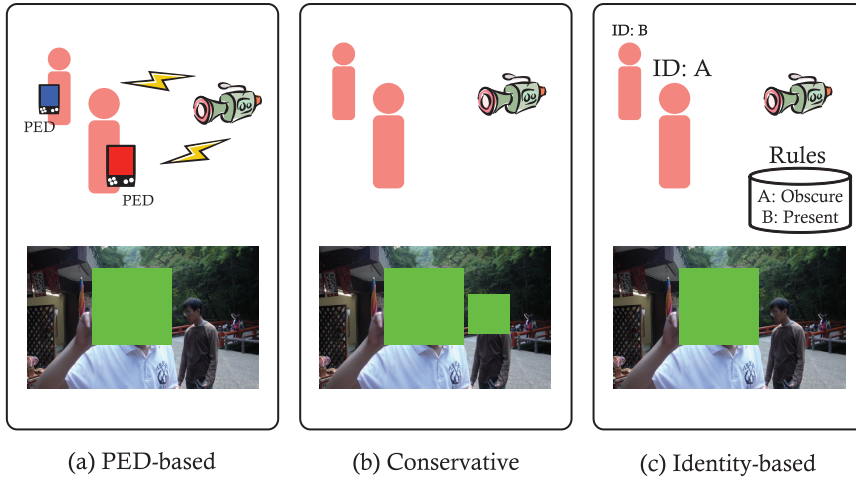 PED
PED
ID: B
ID: A
Rules
A: Obscure
B: Present
(a) PED-based
(b) Conservative
(c) Identity-based